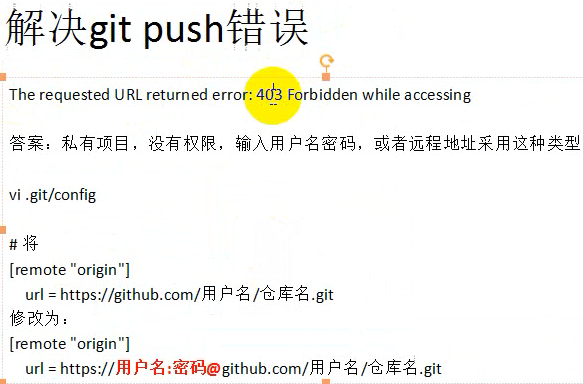 解决git push错误
The requested URL returned error: 403 Forbidden while accessing
答案：私有项目，没有权限，输入用户名密码，或者远程地址采用这种类型
vi .git/config
# 将
[remote "origin"]
url = https://github.com/用户名/仓库名.git
修改为：
[remote "origin"]
url = https://用户名:密码@github.com/用户名/仓库名.git